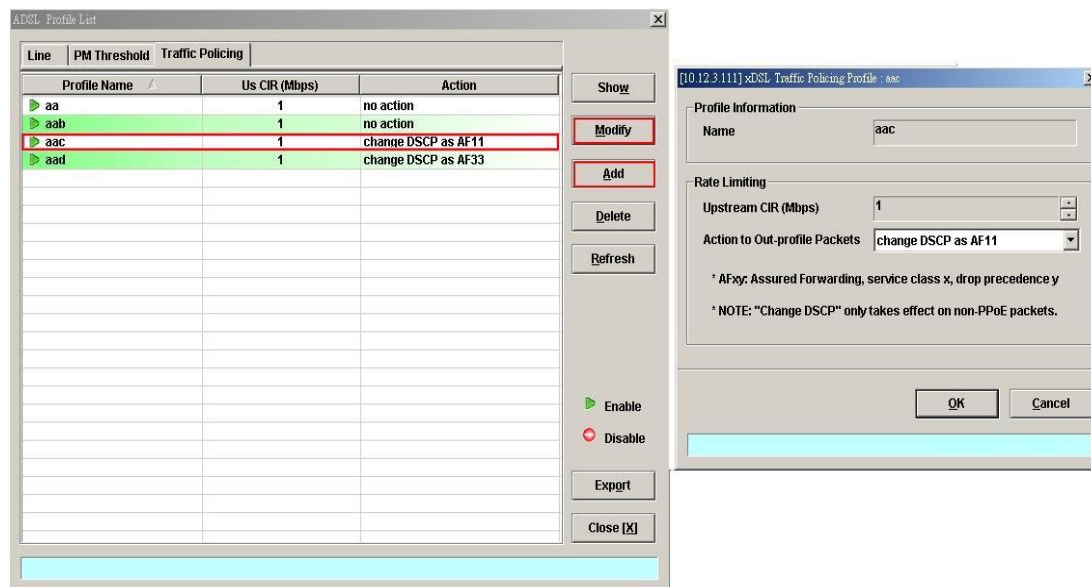 ADSL Profile List
Line PM Threshold Traffic Policing
Profile Name Us CIR (Mbps) Action
aa 1 no action
aab 1 no action
aac 1 change DSCP as AF11
aad 1 change DSCP as AF33
Show
Modify
Add
Delete
Refresh
Enable
Disable
Export
Close [X]
[10.12.3.111] xDSL Traffic Policing Profile : aac
Profile Information
Name aac
Rate Limiting
Upstream CIR (Mbps) 1
Action to Out-profile Packets change DSCP as AF11
* AFxy: Assured Forwarding, service class x, drop precedence y
* NOTE: "Change DSCP" only takes effect on non-PPoE packets.
OK Cancel